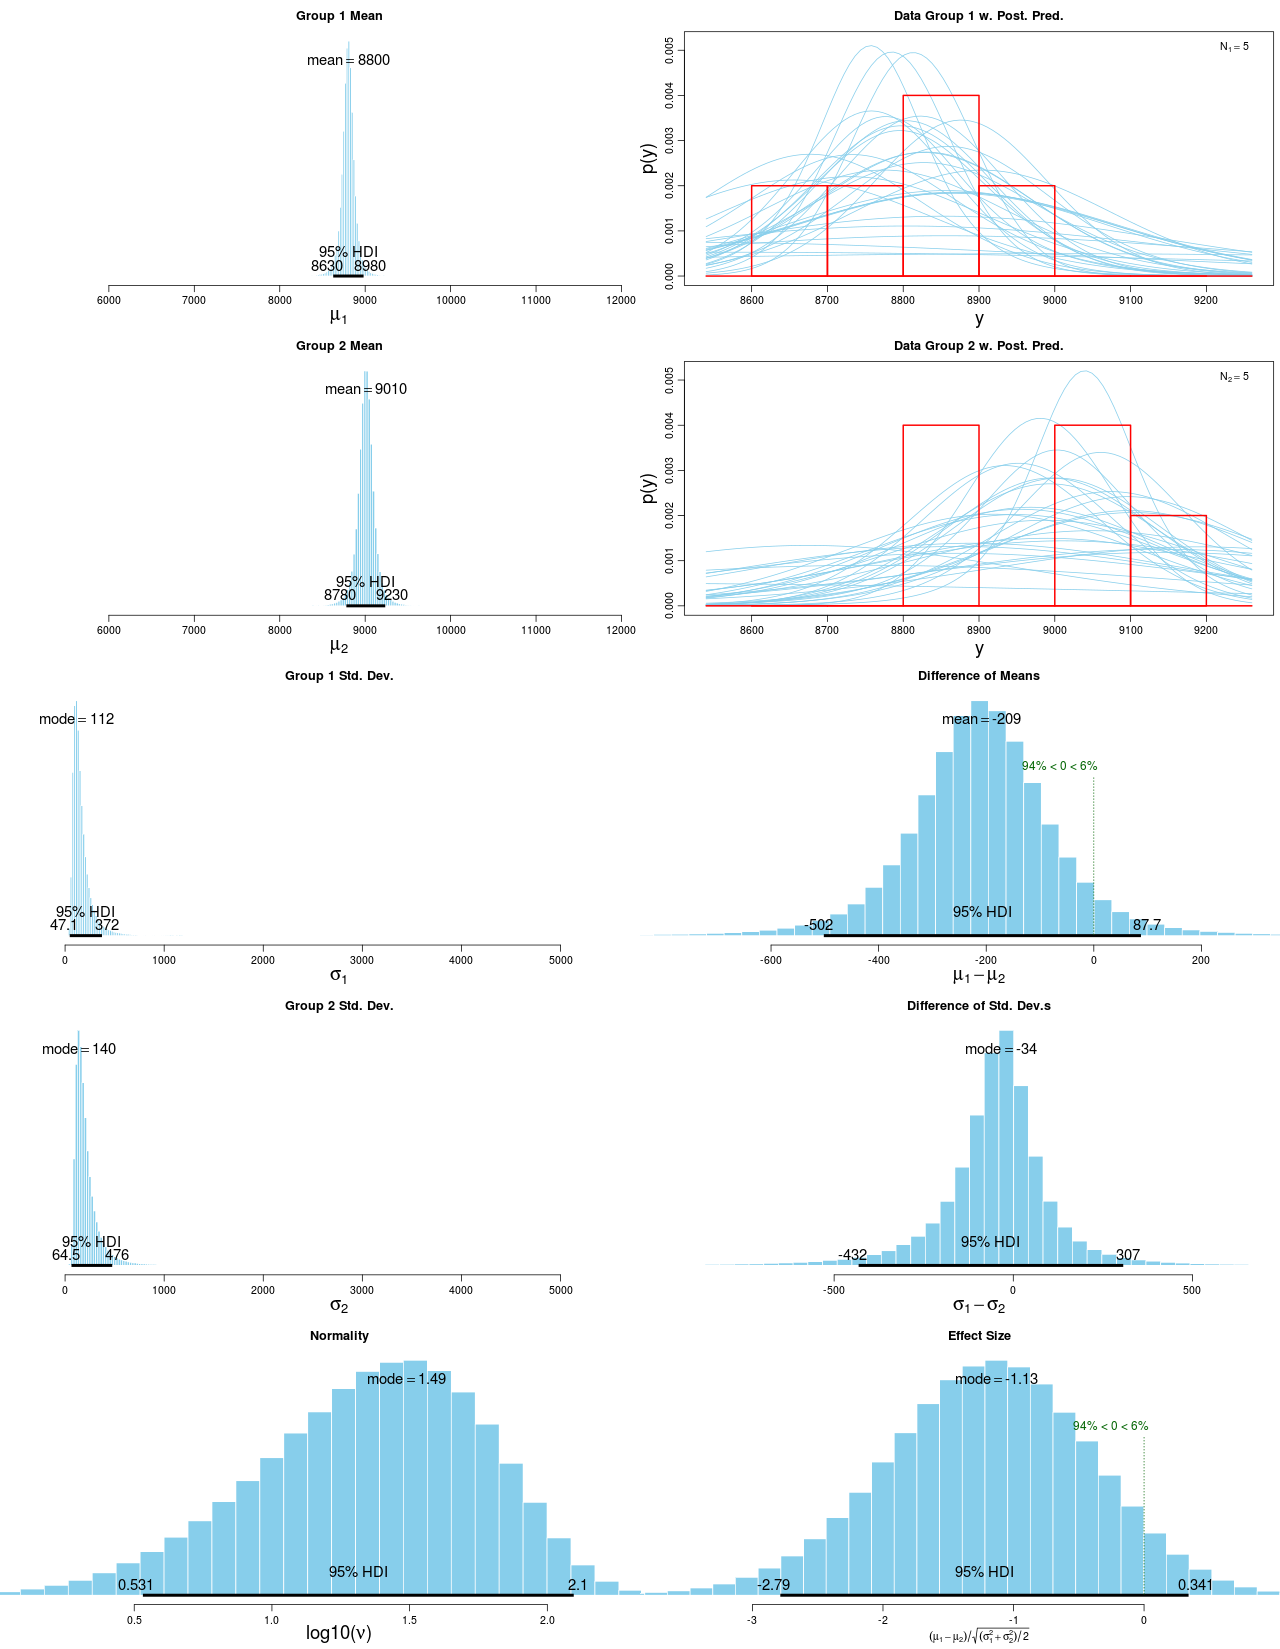 Group 1 Mean
mean = 8800
95% HDI
8630 8980
6000 7000 8000 9000 10000 11000 12000
μ1
Data Group 1 w. Post. Pred.
N1 = 5
p(y)
0.000 0.001 0.002 0.003 0.004 0.005
8600 8700 8800 8900 9000 9100 9200
y
Group 2 Mean
mean = 9010
95% HDI
8780 9230
6000 7000 8000 9000 10000 11000 12000
μ2
Data Group 2 w. Post. Pred.
N2 = 5
p(y)
0.000 0.001 0.002 0.003 0.004 0.005
8600 8700 8800 8900 9000 9100 9200
y
Group 1 Std. Dev.
mode = 112
95% HDI
47.1 372
0 1000 2000 3000 4000 5000
σ1
Difference of Means
mean = -209
94% < 0 < 6%
95% HDI
-502 87.7
-600 -400 -200 0 200
μ1 − μ2
Group 2 Std. Dev.
mode = 140
95% HDI
64.5 476
0 1000 2000 3000 4000 5000
σ2
Difference of Std. Dev.s
mode = -34
95% HDI
-432 307
-500 0 500
σ1 − σ2
Normality
mode = 1.49
95% HDI
0.531 2.1
0.5 1.0 1.5 2.0
log10(ν)
Effect Size
mode = -1.13
94% < 0 < 6%
95% HDI
-2.79 0.341
-3 -2 -1 0
(μ1 − μ2)/√(σ1² + σ2²)/2